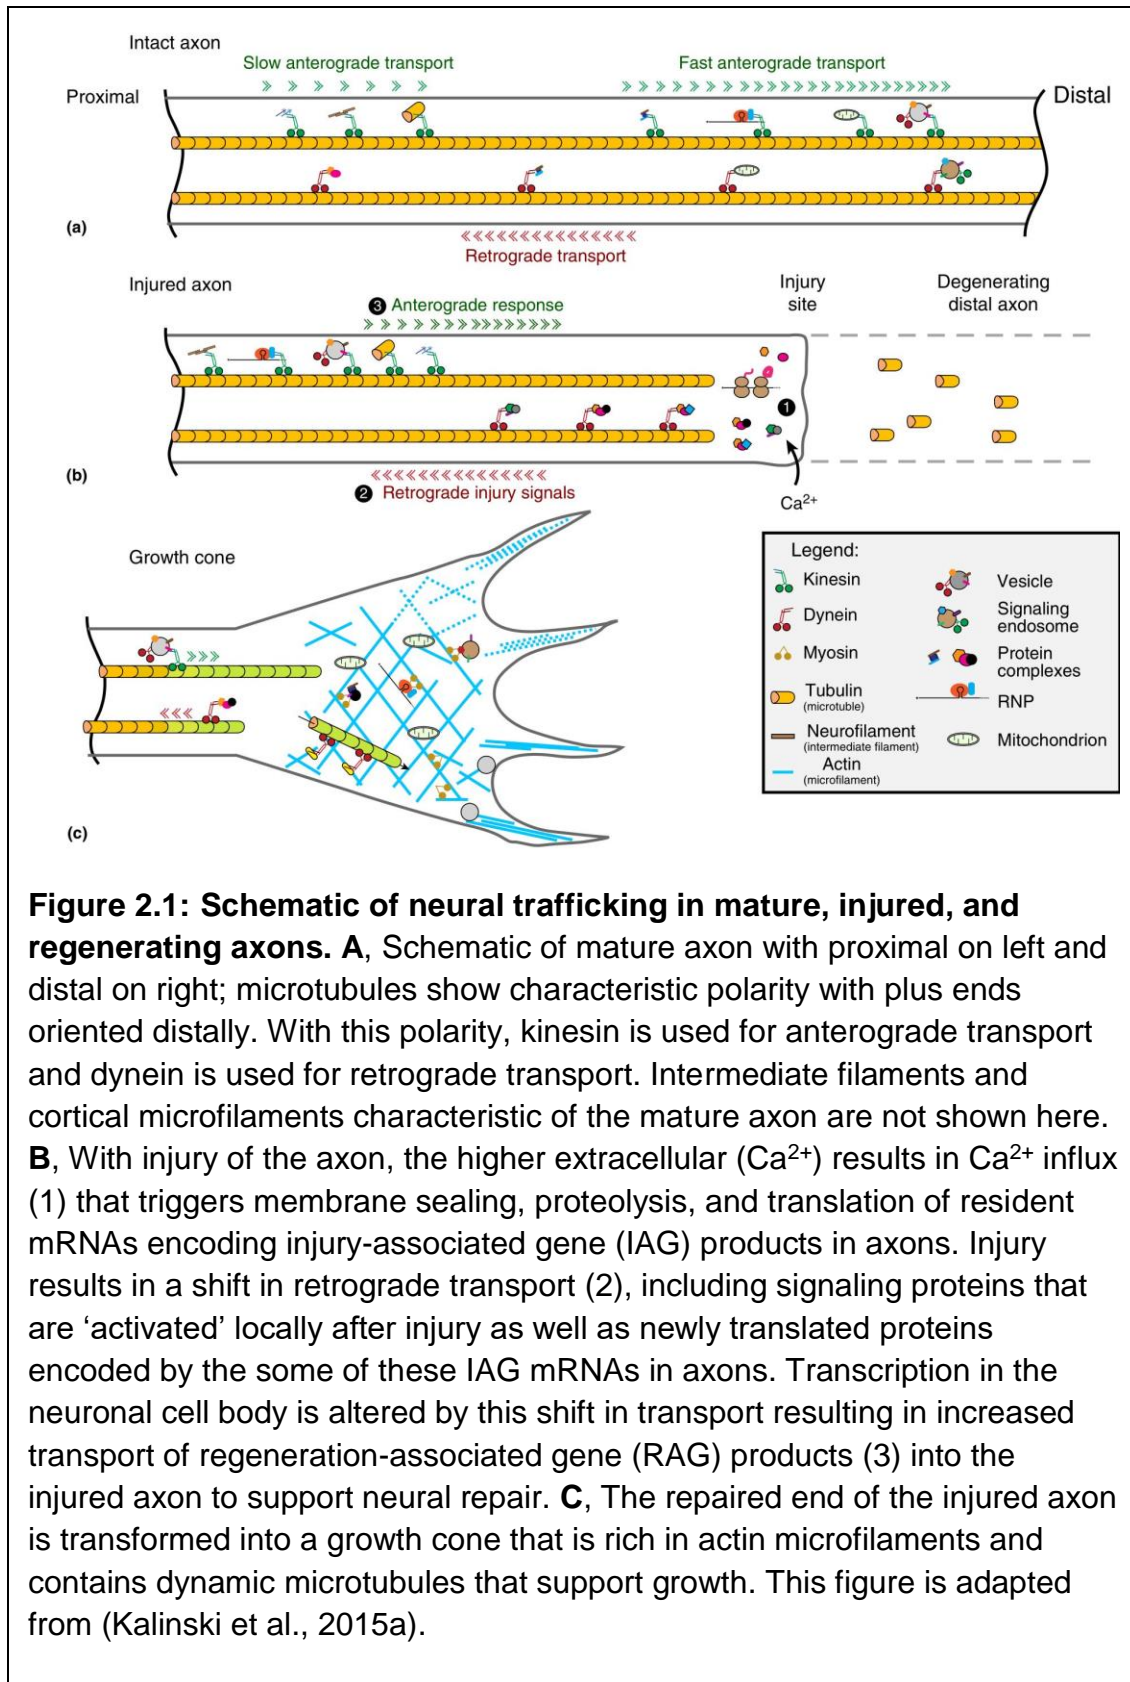 Intact axon
Slow anterograde transport
Fast anterograde transport
Proximal
Distal
(a)
Retrograde transport
Injured axon
3 Anterograde response
Injury
site
Degenerating
distal axon
1
(b)
2 Retrograde injury signals
Ca2+
Growth cone
(c)
Legend:
Kinesin
Dynein
Myosin
Tubulin
(microtuble)
Neurofilament
(intermediate filament)
Actin
(microfilament)
Vesicle
Signaling
endosome
Protein
complexes
RNP
Mitochondrion
Figure 2.1: Schematic of neural trafficking in mature, injured, and
regenerating axons. A, Schematic of mature axon with proximal on left and
distal on right; microtubules show characteristic polarity with plus ends
oriented distally. With this polarity, kinesin is used for anterograde transport
and dynein is used for retrograde transport. Intermediate filaments and
cortical microfilaments characteristic of the mature axon are not shown here.
B, With injury of the axon, the higher extracellular (Ca2+) results in Ca2+ influx
(1) that triggers membrane sealing, proteolysis, and translation of resident
mRNAs encoding injury-associated gene (IAG) products in axons. Injury
results in a shift in retrograde transport (2), including signaling proteins that
are ‘activated’ locally after injury as well as newly translated proteins
encoded by the some of these IAG mRNAs in axons. Transcription in the
neuronal cell body is altered by this shift in transport resulting in increased
transport of regeneration-associated gene (RAG) products (3) into the
injured axon to support neural repair. C, The repaired end of the injured axon
is transformed into a growth cone that is rich in actin microfilaments and
contains dynamic microtubules that support growth. This figure is adapted
from (Kalinski et al., 2015a).